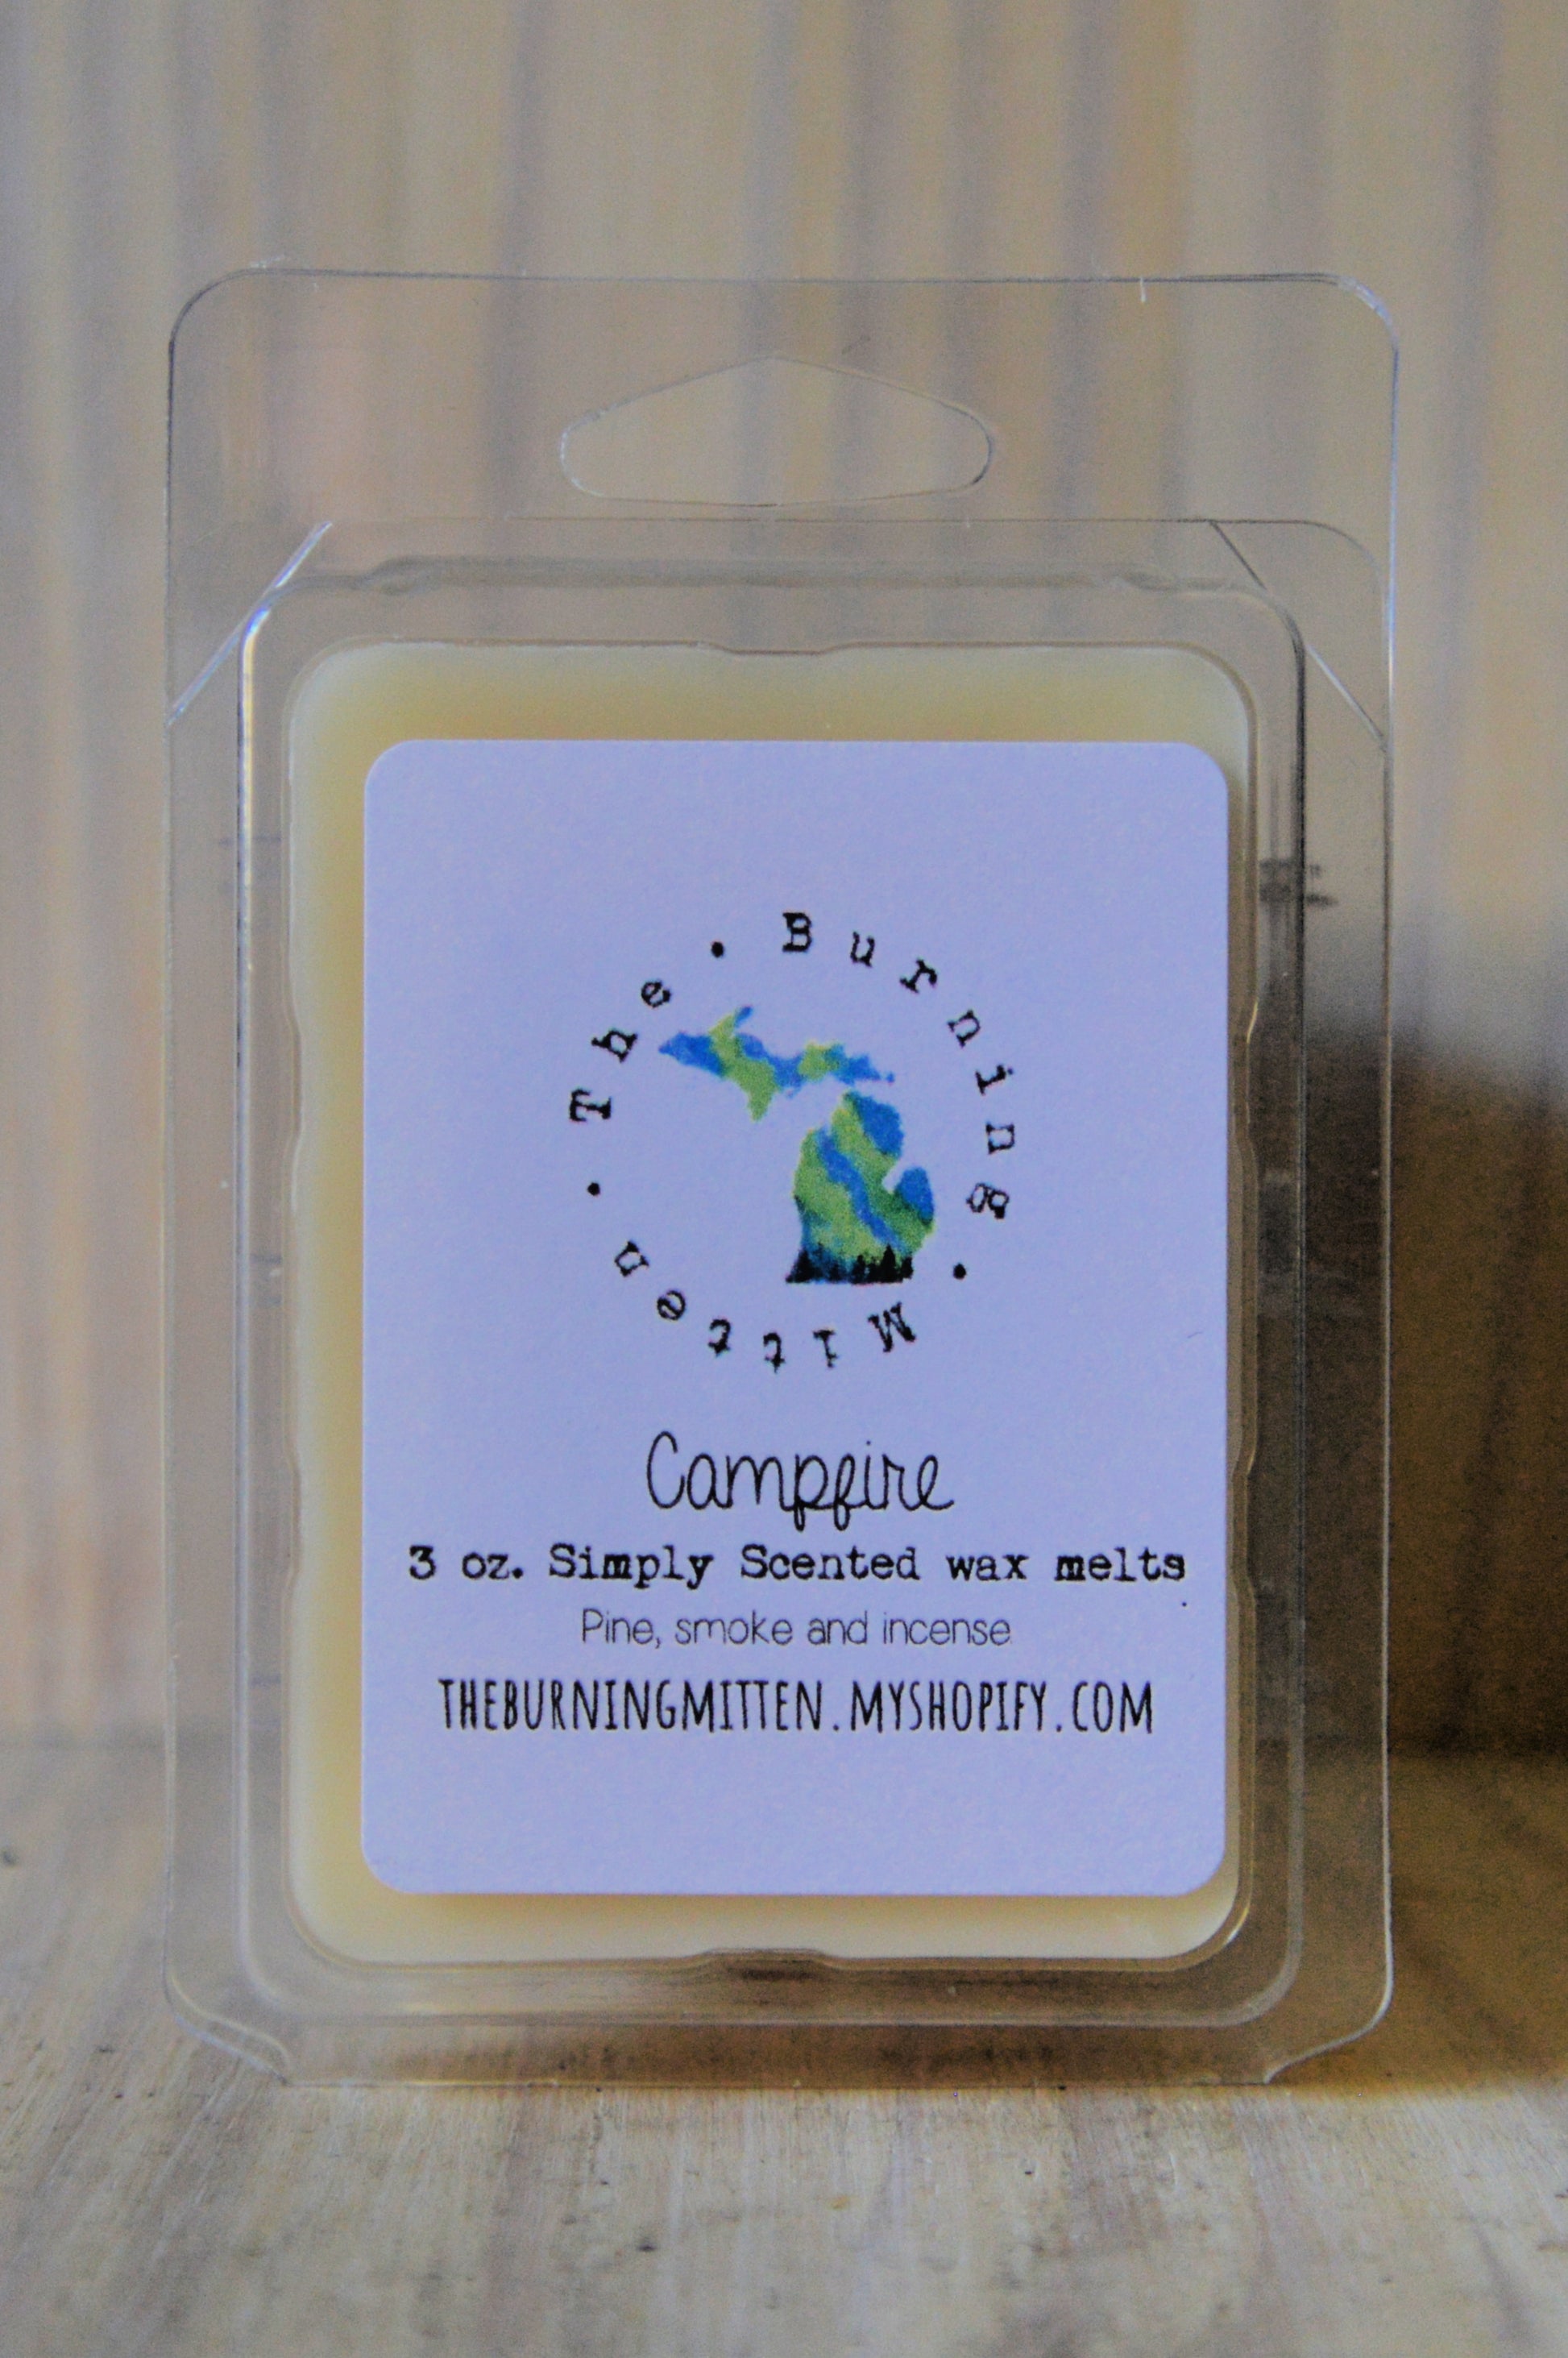 The • Burning • Mitten •
Campfire
3 oz. Simply Scented wax melts
Pine, smoke and incense
THEBURNINGMITTEN.MYSHOPIFY.COM